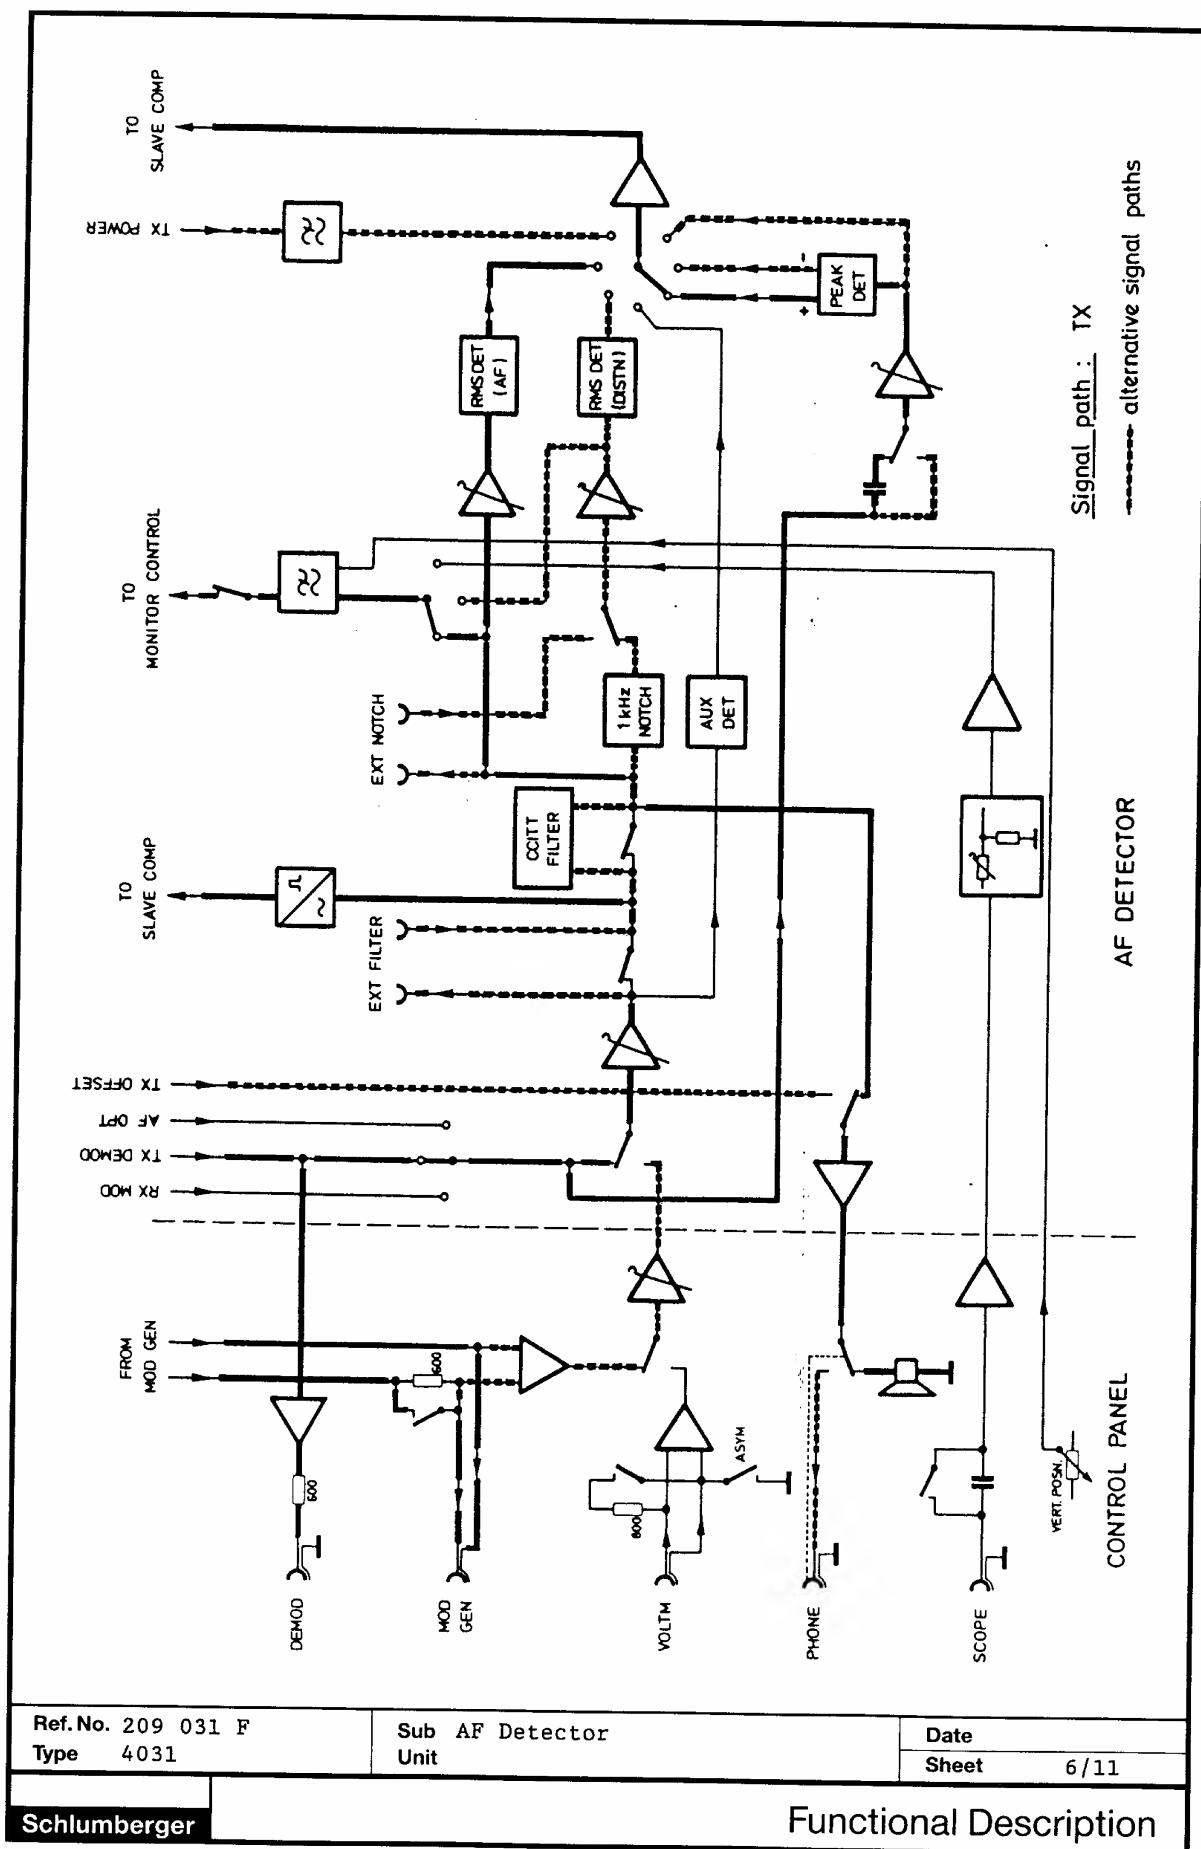 TO
SLAVE COMP
TX POWER
RMS DET
(AF)
RMS DET
(DISTN)
+
-
PEAK
DET
Signal path : TX
alternative signal paths
TO
MONITOR CONTROL
EXT NOTCH
1 kHz
NOTCH
AUX
DET
TO
SLAVE COMP
CCITT
FILTER
EXT FILTER
AF DETECTOR
TX OFFSET
AF OPT
TX DEMOD
RX MOD
FROM
MOD GEN
600
600
600
ASYM
VERT. POSN.
CONTROL PANEL
DEMOD
MOD
GEN
VOLTM
PHONE
SCOPE
Ref. No. 209 031 F
Type 4031
Sub AF Detector
Unit
Date
Sheet 6/11
Schlumberger
Functional Description